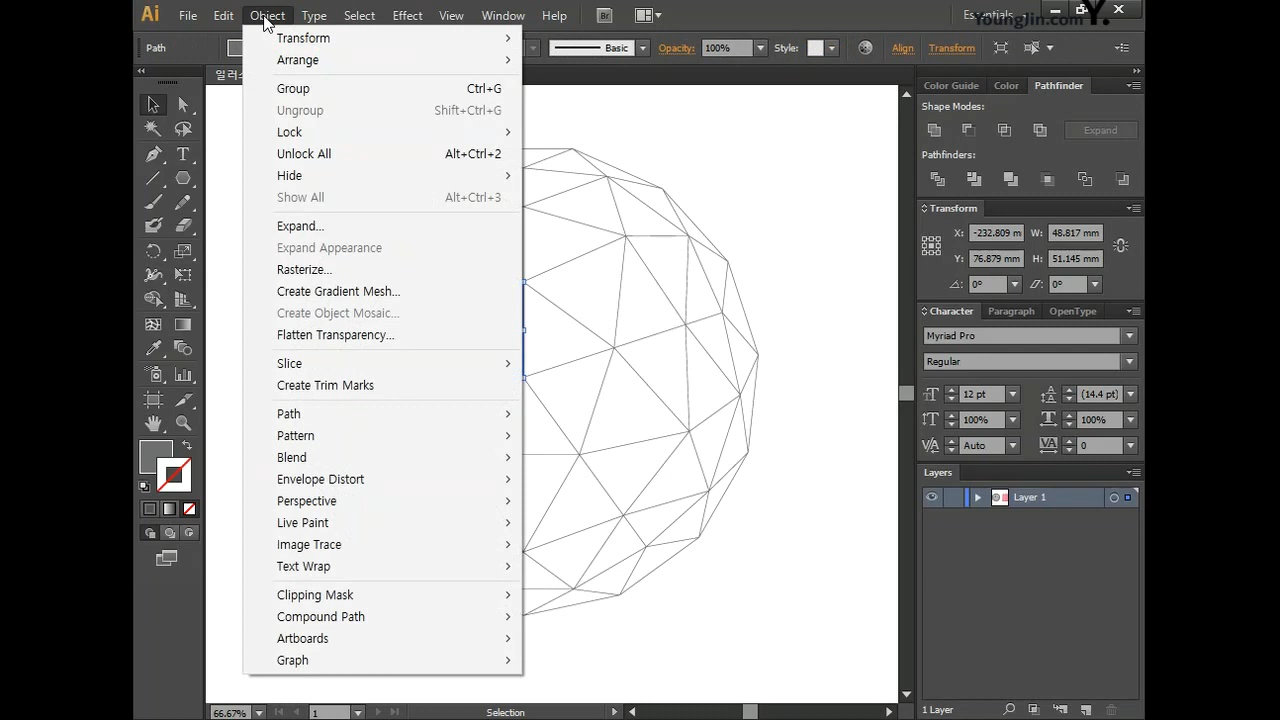 Ai File Edit Object Type Select Effect View Window Help Br Essentials
YoungJin.com Y.
Path Basic Opacity: 100% Style: Align Transform
일러스
Transform
Arrange
Group Ctrl+G
Ungroup Shift+Ctrl+G
Lock
Unlock All Alt+Ctrl+2
Hide
Show All Alt+Ctrl+3
Expand...
Expand Appearance
Rasterize...
Create Gradient Mesh...
Create Object Mosaic...
Flatten Transparency...
Slice
Create Trim Marks
Path
Pattern
Blend
Envelope Distort
Perspective
Live Paint
Image Trace
Text Wrap
Clipping Mask
Compound Path
Artboards
Graph
Color Guide Color Pathfinder
Shape Modes:
Expand
Pathfinders:
Transform
X: -232.809 m W: 48.817 mm
Y: 76.879 mm H: 51.145 mm
0° 0°
Character Paragraph OpenType
Myriad Pro
Regular
12 pt (14.4 pt)
100% 100%
Auto 0
Layers
Layer 1
1 Layer
66.67% 1 Selection